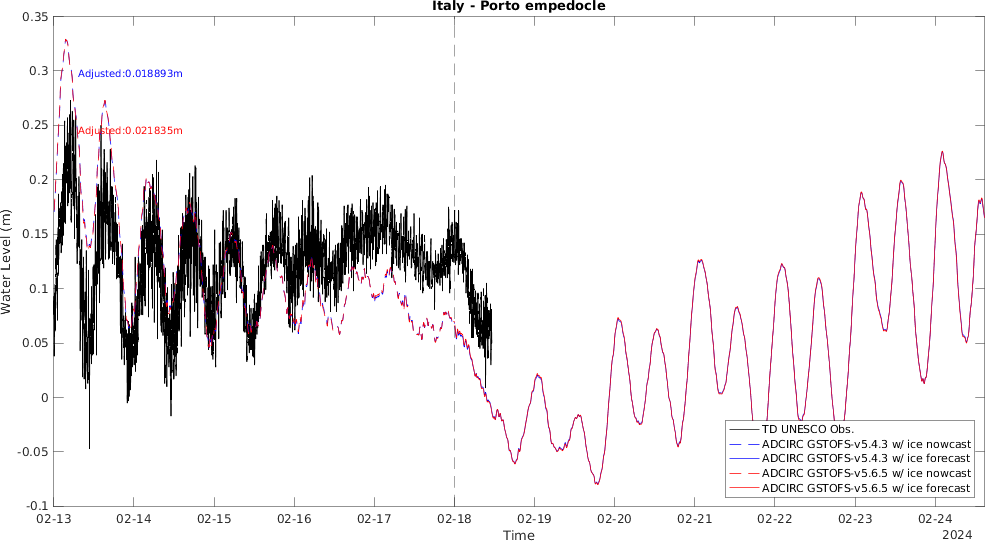 Italy - Porto empedocle
0.35
0.3
0.25
0.2
0.15
0.1
0.05
0
-0.05
-0.1
Water Level (m)
Adjusted:0.018893m
Adjusted:0.021835m
TD UNESCO Obs.
ADCIRC GSTOFS-v5.4.3 w/ ice nowcast
ADCIRC GSTOFS-v5.4.3 w/ ice forecast
ADCIRC GSTOFS-v5.6.5 w/ ice nowcast
ADCIRC GSTOFS-v5.6.5 w/ ice forecast
02-13 02-14 02-15 02-16 02-17 02-18 02-19 02-20 02-21 02-22 02-23 02-24
Time
2024